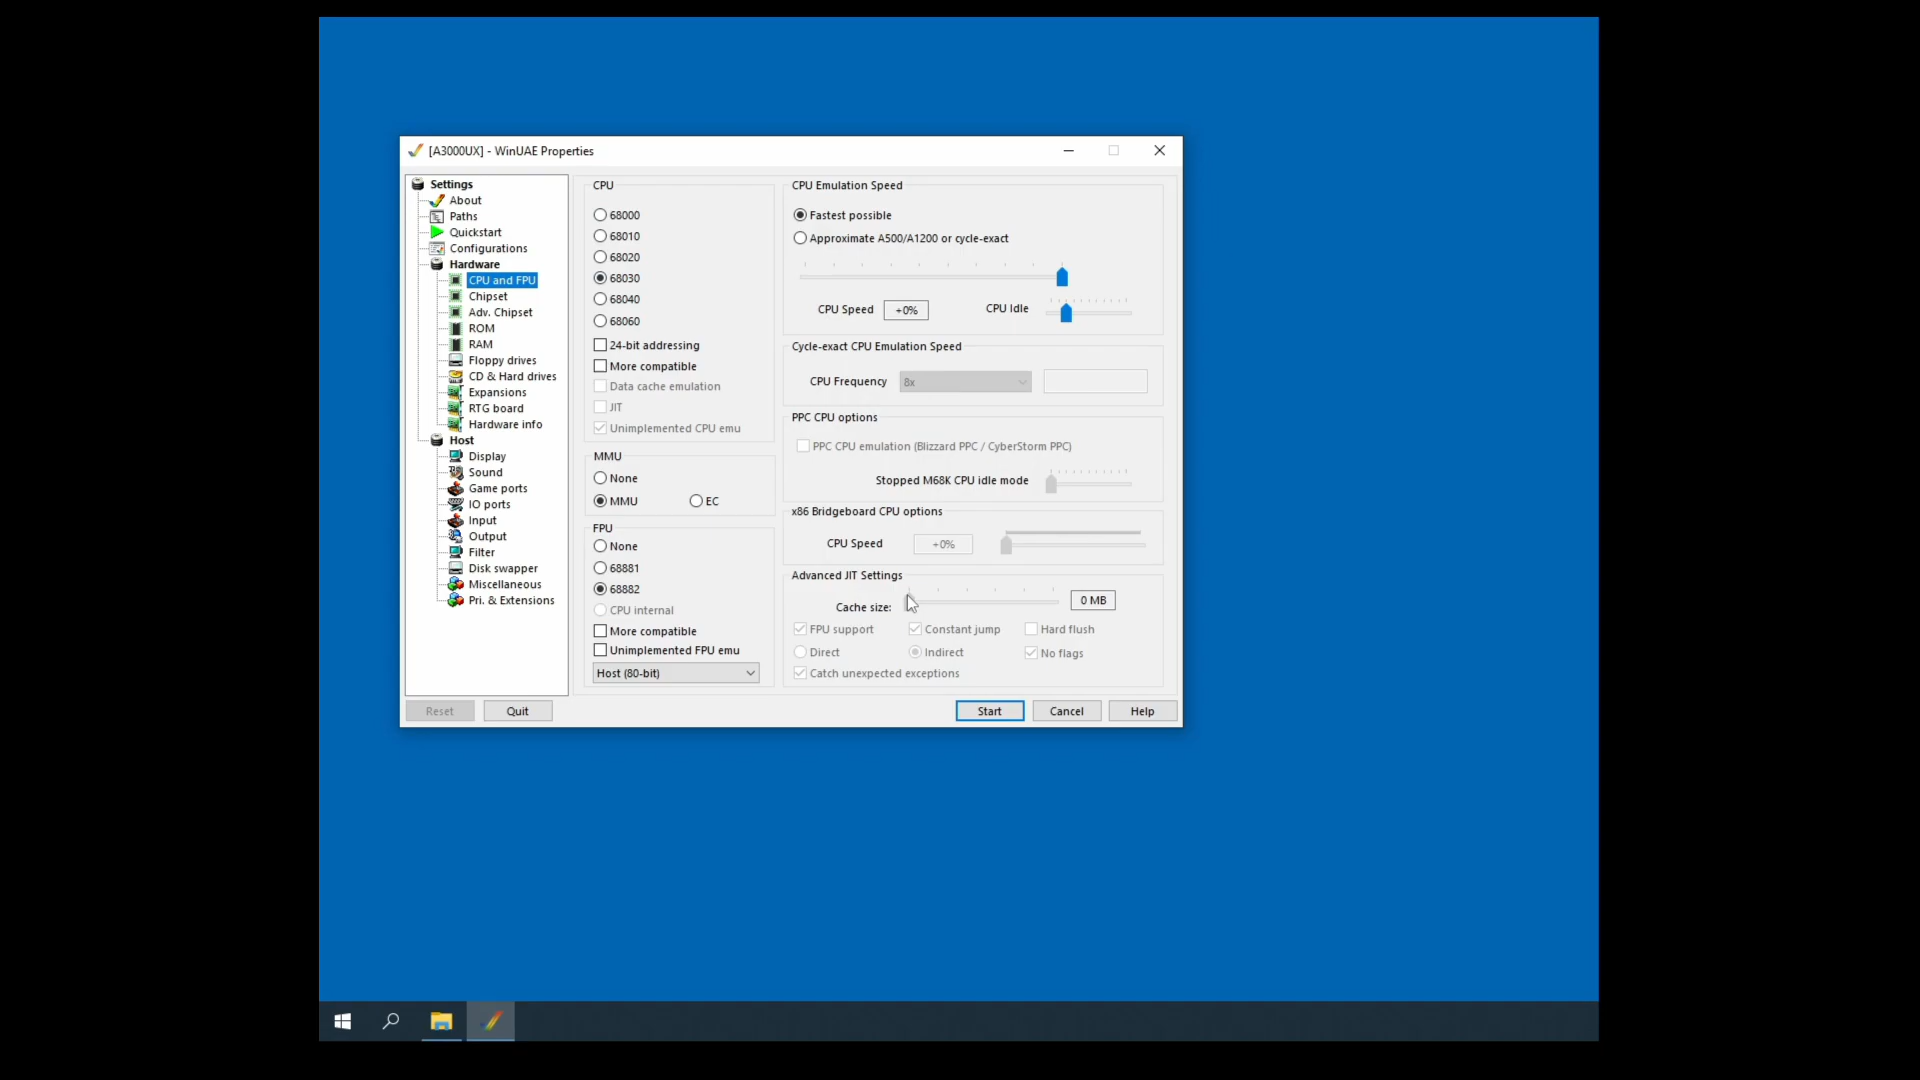 [A3000UX] - WinUAE Properties
Settings
About
Paths
Quickstart
Configurations
Hardware
CPU and FPU
Chipset
Adv. Chipset
ROM
RAM
Floppy drives
CD & Hard drives
Expansions
RTG board
Hardware info
Host
Display
Sound
Game ports
IO ports
Input
Output
Filter
Disk swapper
Miscellaneous
Pri. & Extensions
Reset
Quit
CPU
68000
68010
68020
68030
68040
68060
24-bit addressing
More compatible
Data cache emulation
JIT
Unimplemented CPU emu
MMU
None
MMU
EC
FPU
None
68881
68882
CPU internal
More compatible
Unimplemented FPU emu
Host (80-bit)
CPU Emulation Speed
Fastest possible
Approximate A500/A1200 or cycle-exact
CPU Speed +0% CPU Idle
Cycle-exact CPU Emulation Speed
CPU Frequency 8x
PPC CPU options
PPC CPU emulation (Blizzard PPC / CyberStorm PPC)
Stopped M68K CPU idle mode
x86 Bridgeboard CPU options
CPU Speed +0%
Advanced JIT Settings
Cache size: 0 MB
FPU support Constant jump Hard flush
Direct Indirect No flags
Catch unexpected exceptions
Start Cancel Help